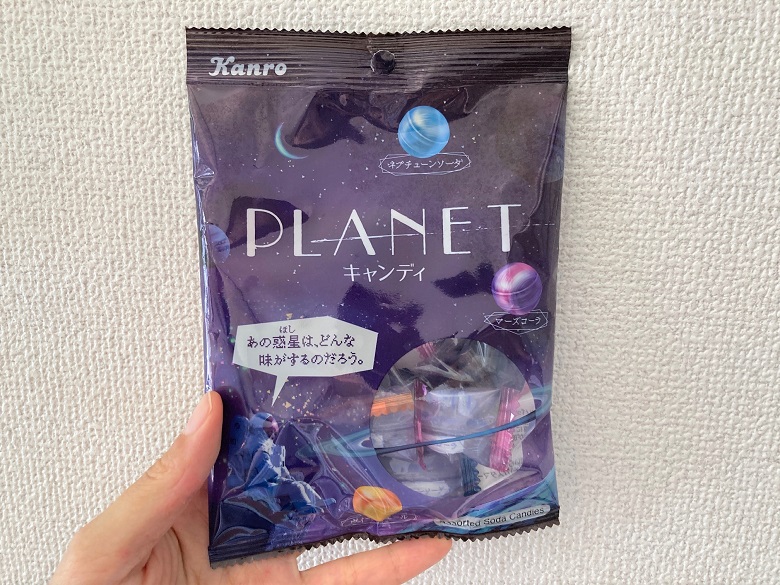 Kanro
ネプチューンソーダ
PLANET
キャンディ
マーズコーラ
ほし
あの惑星は、どんな
味がするのだろう。
Assorted Soda Candies